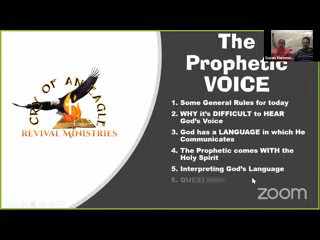 The
Prophetic
VOICE
1. Some General Rules for today
2. WHY it's DIFFICULT to HEAR
God's Voice
3. God has a LANGUAGE in which He
Communicates
4. The Prophetic comes WITH the
Holy Spirit
5. Interpreting God's Language
6.
CRY OF AN EAGLE
REVIVAL MINISTRIES
zoom